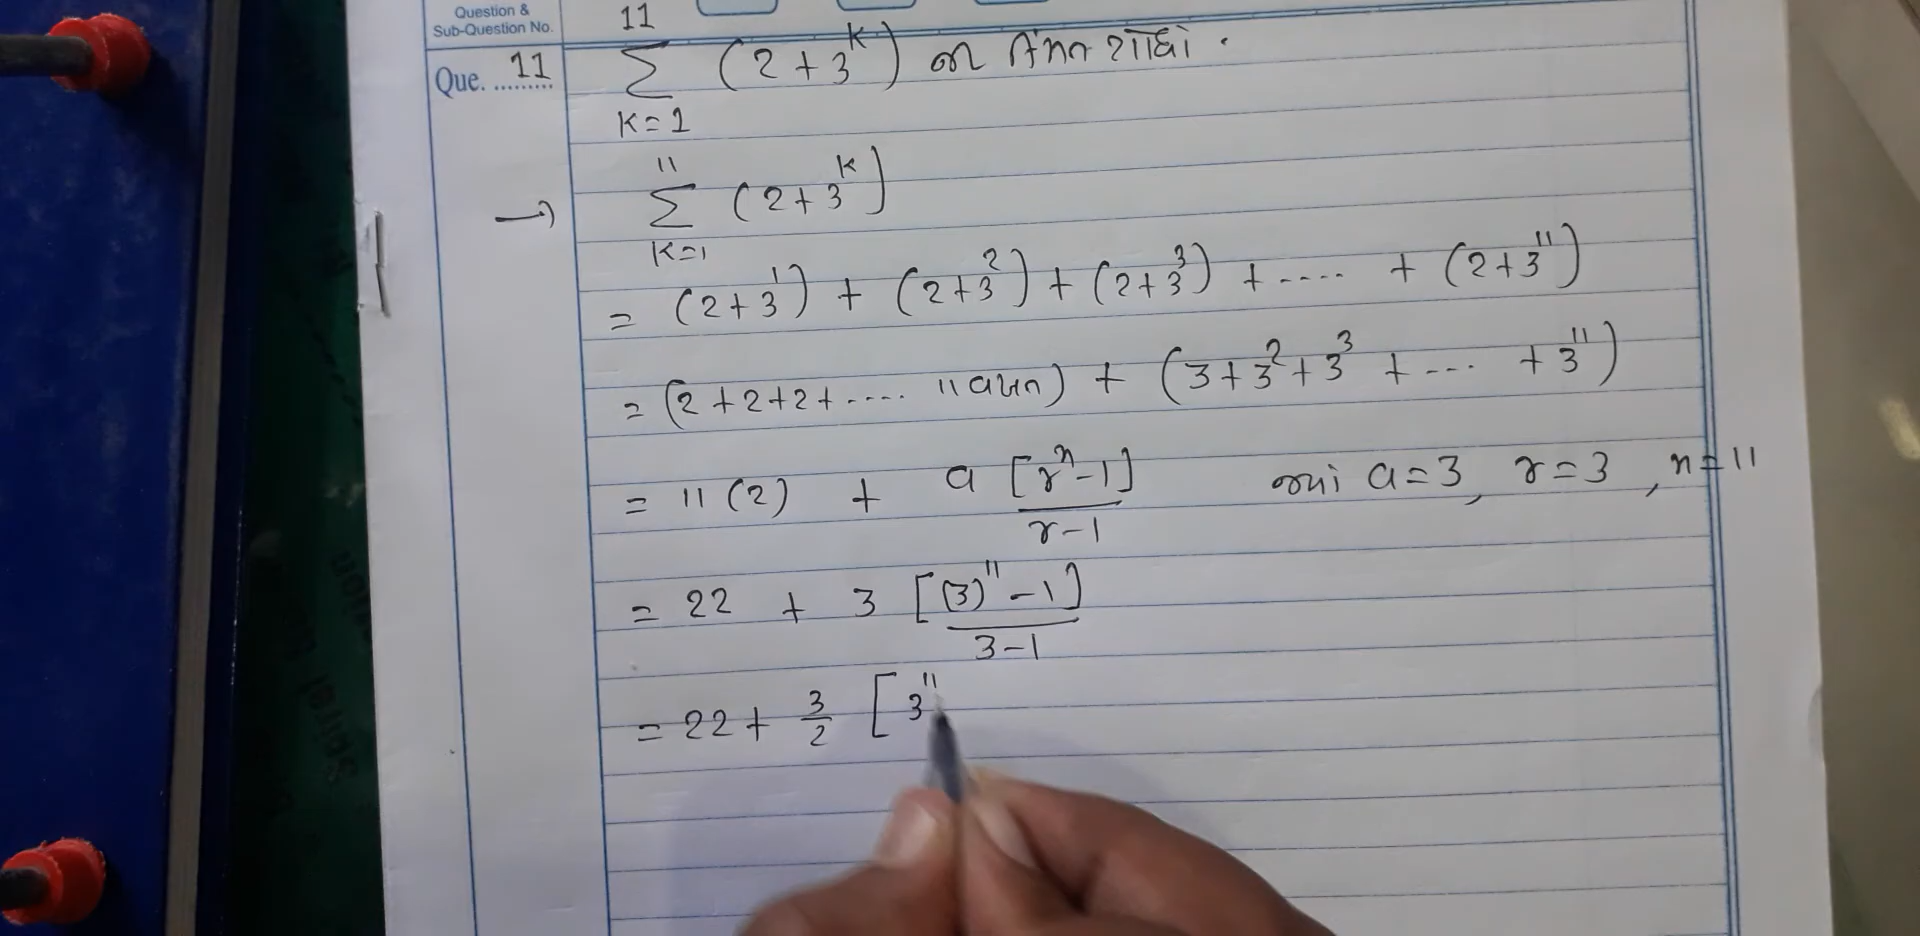 Question &
Sub-Question No.
Que. ......... 11
11
∑ (2 + 3^k) ની કિંમત શોધો .
K = 1
→ 11
∑ (2 + 3^k)
K=1
= (2+3^1) + (2+3^2) + (2+3^3) + ..... + (2+3^11)
= (2+2+2+ ..... 11 વખત) + (3+3^2+3^3 + ... + 3^11)
= 11(2) + a [r^n-1] / r-1 જ્યાં a=3, r=3, n=11
= 22 + 3 [(3)^11 - 1] / 3-1
= 22 + 3/2 [ 3^11